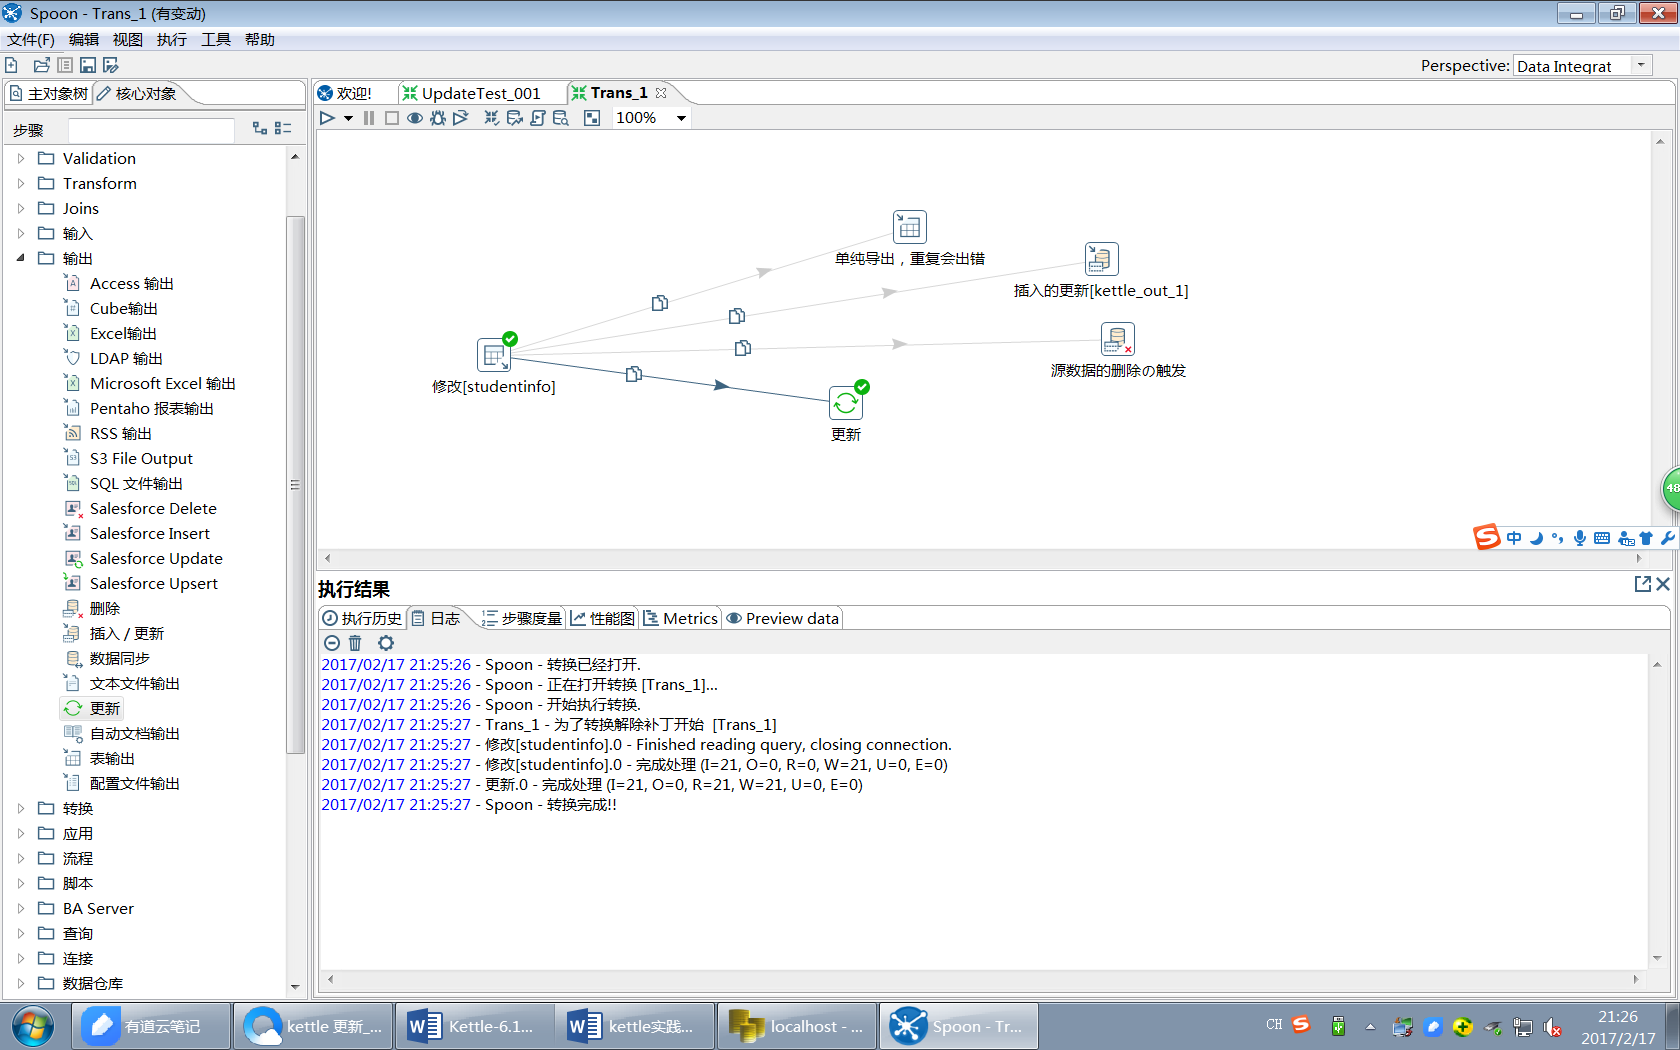 Spoon - Trans_1 (有变动)
文件(F) 编辑 视图 执行 工具 帮助
Perspective: Data Integrat
主对象树 核心对象
步骤
Validation
Transform
Joins
输入
输出
Access 输出
Cube输出
Excel输出
LDAP 输出
Microsoft Excel 输出
Pentaho 报表输出
RSS 输出
S3 File Output
SQL 文件输出
Salesforce Delete
Salesforce Insert
Salesforce Update
Salesforce Upsert
删除
插入 / 更新
数据同步
文本文件输出
更新
自动文档输出
表输出
配置文件输出
转换
应用
流程
脚本
BA Server
查询
连接
数据仓库
欢迎! UpdateTest_001 Trans_1
100%
单纯导出，重复会出错
插入的更新[kettle_out_1]
源数据的删除の触发
修改[studentinfo]
更新
48
中
执行结果
执行历史 日志 步骤度量 性能图 Metrics Preview data
2017/02/17 21:25:26 - Spoon - 转换已经打开.
2017/02/17 21:25:26 - Spoon - 正在打开转换 [Trans_1]...
2017/02/17 21:25:26 - Spoon - 开始执行转换.
2017/02/17 21:25:27 - Trans_1 - 为了转换解除补丁开始  [Trans_1]
2017/02/17 21:25:27 - 修改[studentinfo].0 - Finished reading query, closing connection.
2017/02/17 21:25:27 - 修改[studentinfo].0 - 完成处理 (I=21, O=0, R=0, W=21, U=0, E=0)
2017/02/17 21:25:27 - 更新.0 - 完成处理 (I=21, O=0, R=21, W=21, U=0, E=0)
2017/02/17 21:25:27 - Spoon - 转换完成!!
有道云笔记 kettle 更新_... Kettle-6.1... kettle实践... localhost - ... Spoon - Tr...
CH
21:26
2017/2/17